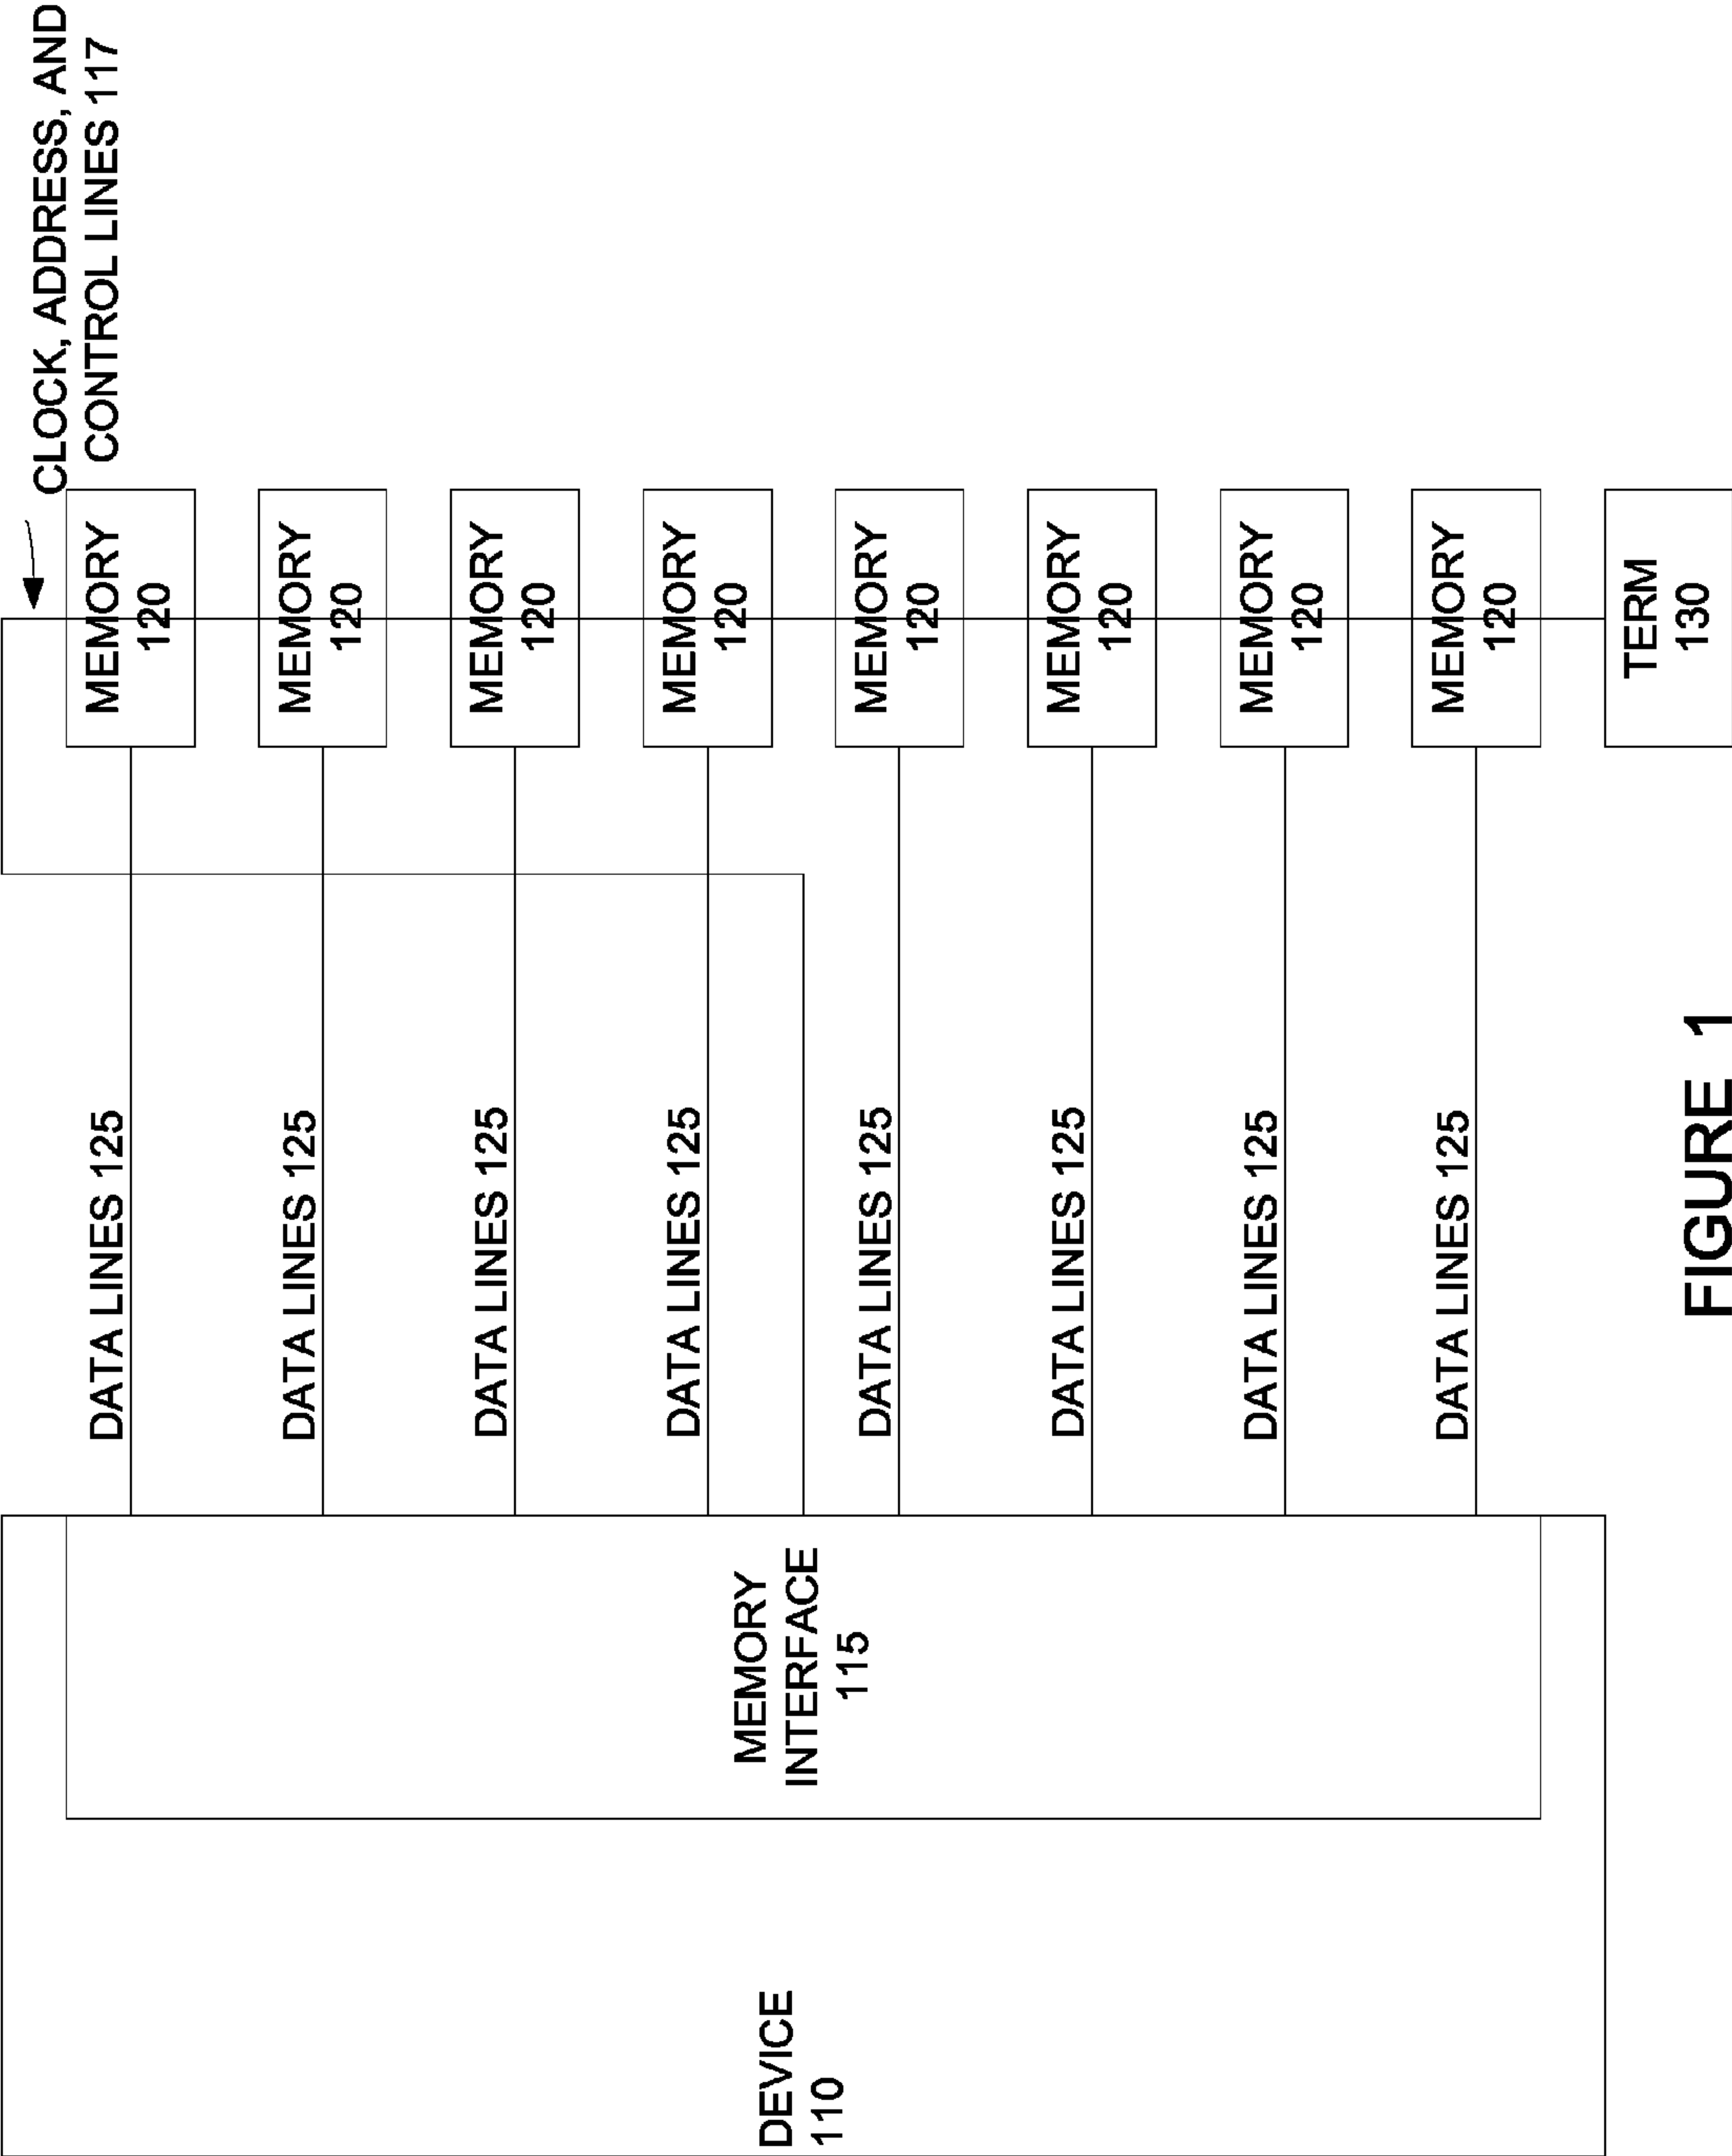 CLOCK, ADDRESS, AND
CONTROL LINES 117
DEVICE
110
MEMORY
INTERFACE
115
DATA LINES 125
MEMORY
120
DATA LINES 125
MEMORY
120
DATA LINES 125
MEMORY
120
DATA LINES 125
MEMORY
120
DATA LINES 125
MEMORY
120
DATA LINES 125
MEMORY
120
DATA LINES 125
MEMORY
120
DATA LINES 125
MEMORY
120
TERM
130
FIGURE 1